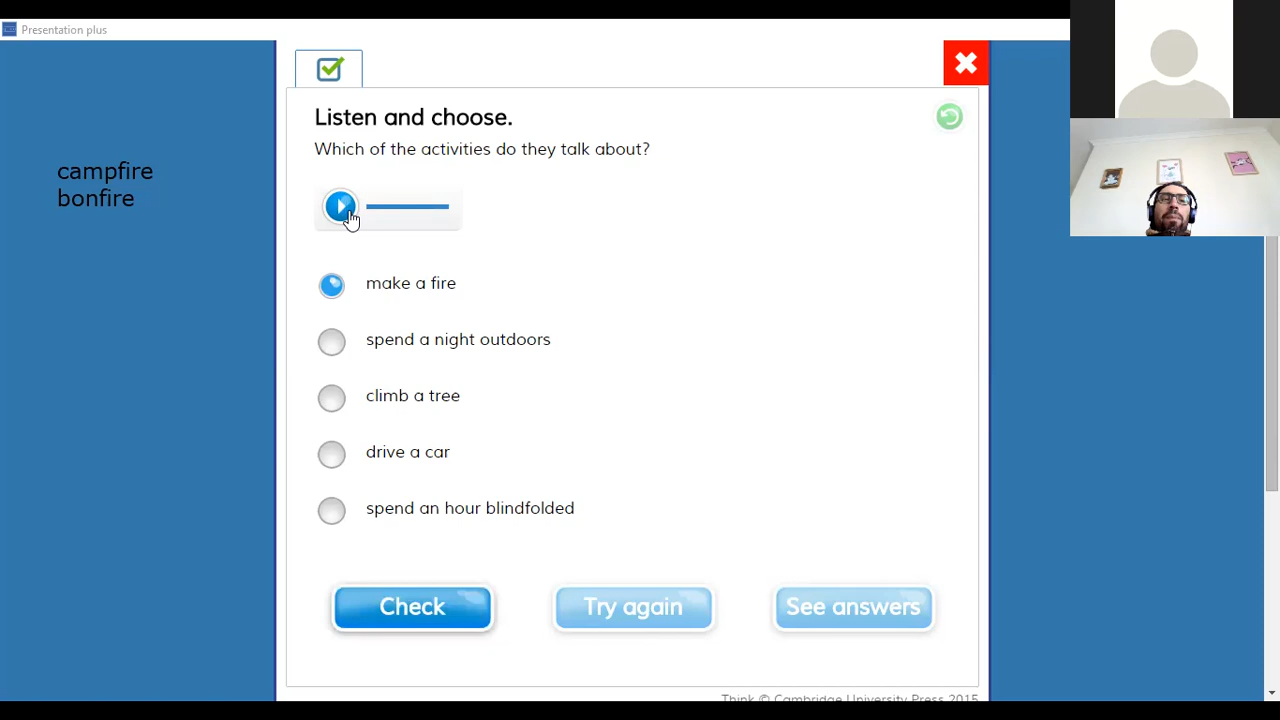 Presentation plus
campfire
bonfire
Listen and choose.
Which of the activities do they talk about?
make a fire
spend a night outdoors
climb a tree
drive a car
spend an hour blindfolded
Check
Try again
See answers
Think © Cambridge University Press 2015